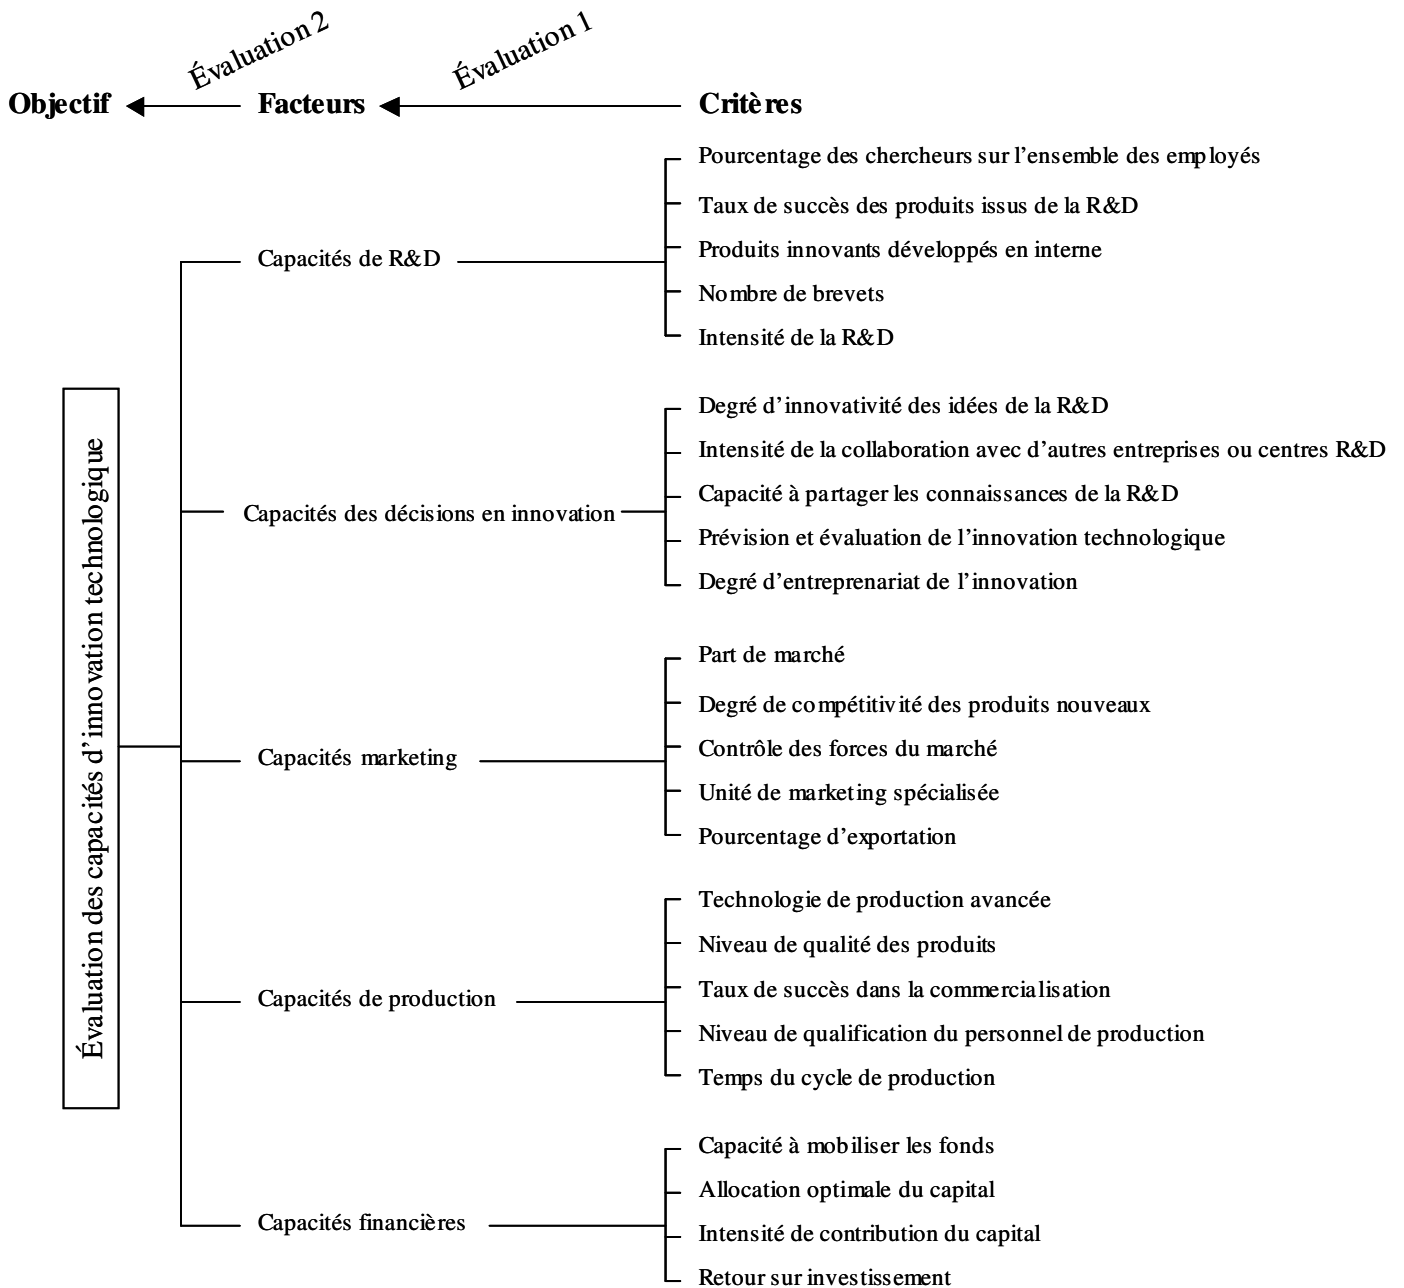 Évaluation 2
Évaluation 1
Objectif
Facteurs
Critères
Pourcentage des chercheurs sur l’ensemble des employés
Taux de succès des produits issus de la R&D
Capacités de R&D
Produits innovants développés en interne
Nombre de brevets
Intensité de la R&D
Degré d’innovativité des idées de la R&D
Intensité de la collaboration avec d’autres entreprises ou centres R&D
Capacités des décisions en innovation
Capacité à partager les connaissances de la R&D
Prévision et évaluation de l’innovation technologique
Degré d’entreprenariat de l’innovation
Évaluation des capacités d’innovation technologique
Part de marché
Degré de compétitivité des produits nouveaux
Capacités marketing
Contrôle des forces du marché
Unité de marketing spécialisée
Pourcentage d’exportation
Technologie de production avancée
Niveau de qualité des produits
Capacités de production
Taux de succès dans la commercialisation
Niveau de qualification du personnel de production
Temps du cycle de production
Capacité à mobiliser les fonds
Allocation optimale du capital
Capacités financières
Intensité de contribution du capital
Retour sur investissement